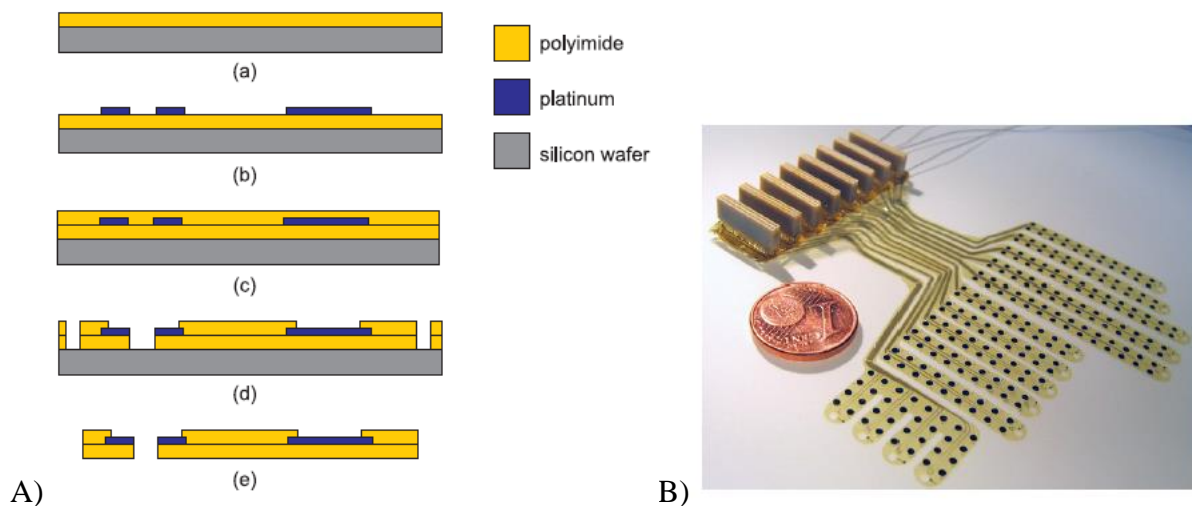 (a)
(b)
(c)
(d)
(e)
polyimide
platinum
silicon wafer
A)
B)